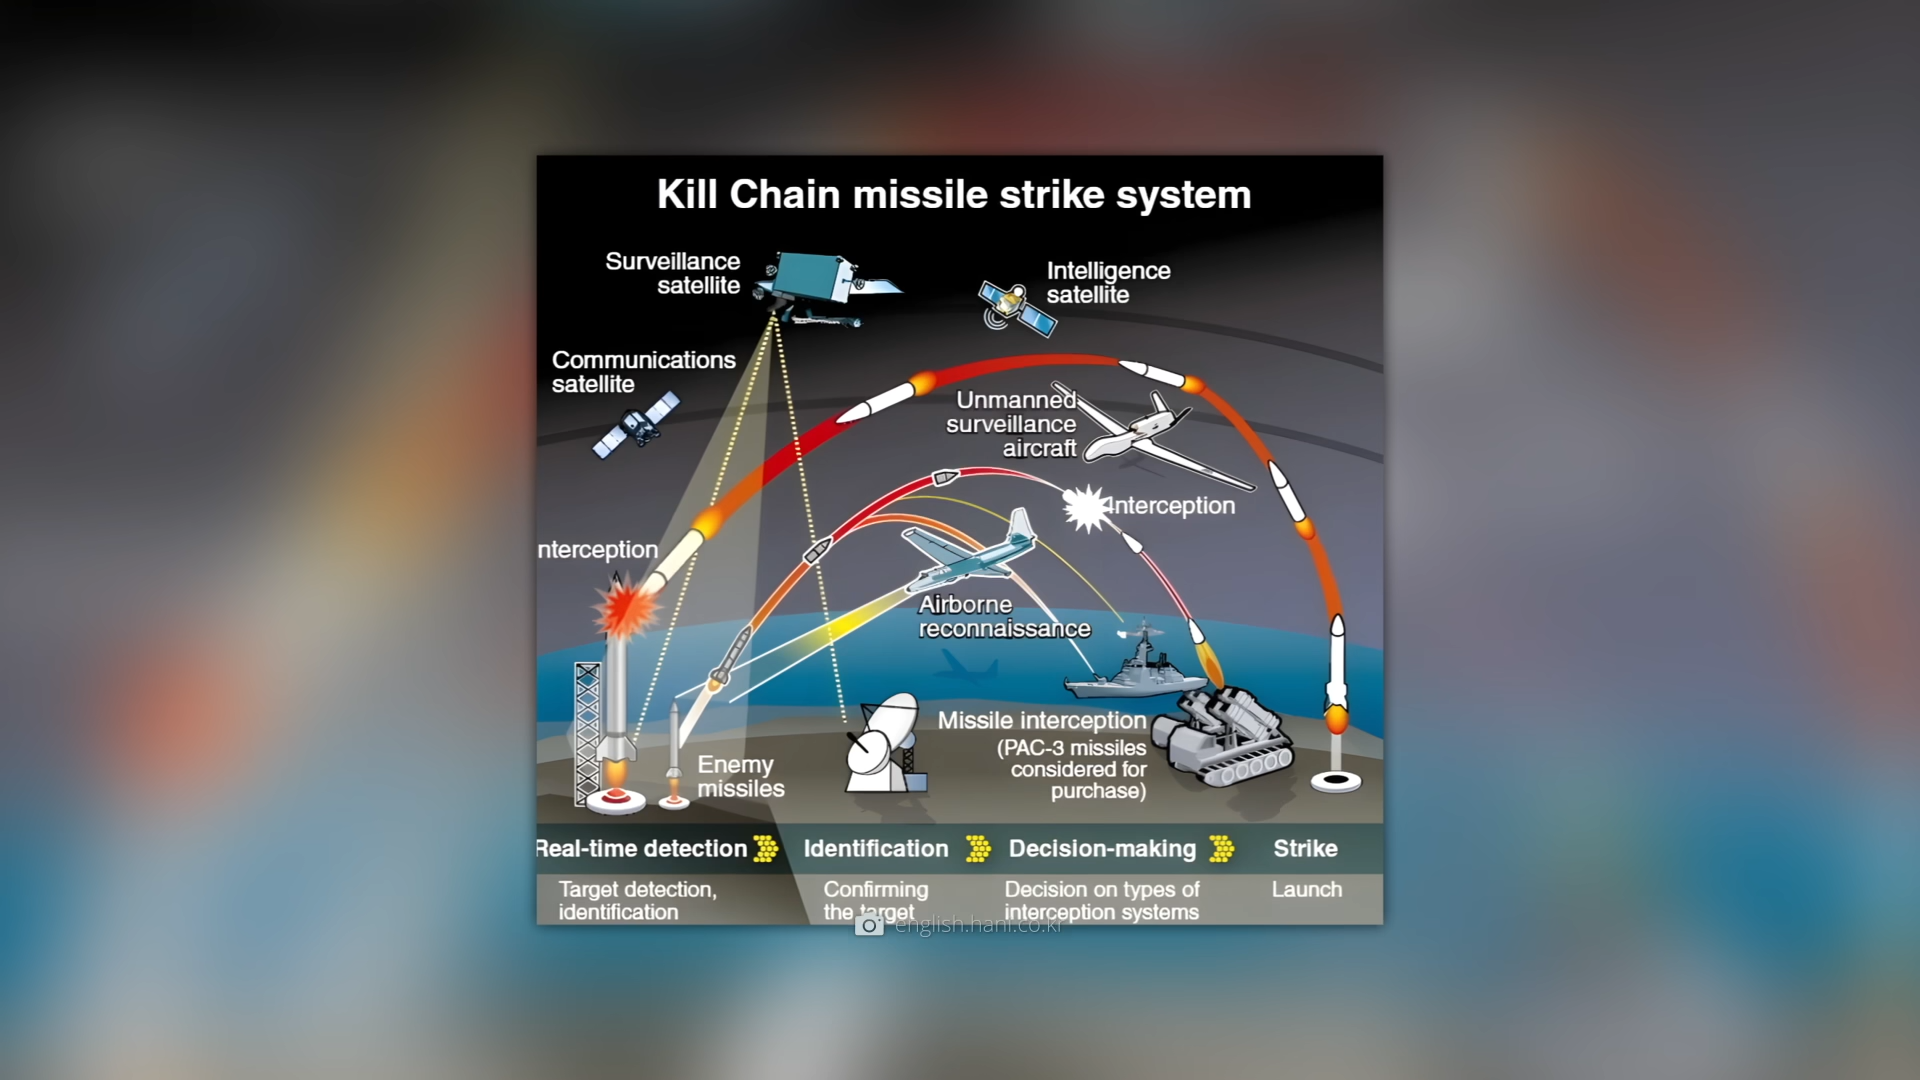 Kill Chain missile strike system
Surveillance
satellite
Intelligence
satellite
Communications
satellite
Unmanned
surveillance
aircraft
Interception
nterception
Airborne
reconnaissance
Missile interception
(PAC-3 missiles
considered for
purchase)
Enemy
missiles
Real-time detection
Identification
Decision-making
Strike
Target detection,
identification
Confirming
the target
Decision on types of
interception systems
Launch
english.hani.co.kr